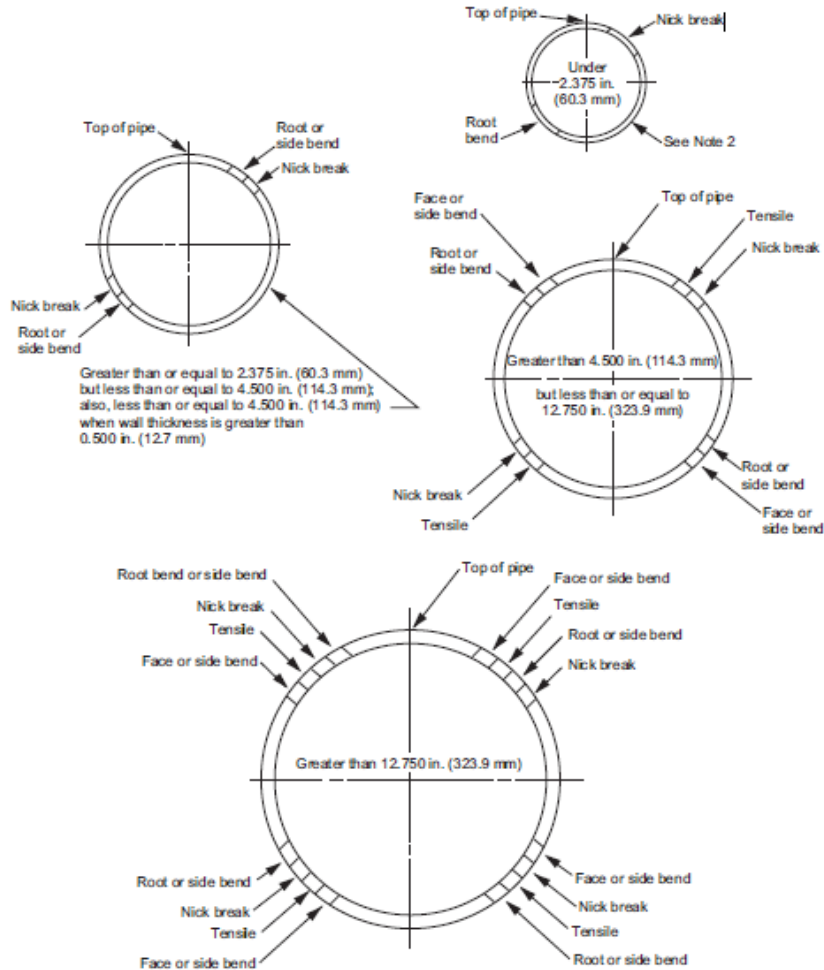 Top of pipe
Nick break
Under
2.375 in.
(60.3 mm)
Root
bend
See Note 2
Top of pipe
Root or
side bend
Nick break
Nick break
Root or
side bend
Greater than or equal to 2.375 in. (60.3 mm)
but less than or equal to 4.500 in. (114.3 mm);
also, less than or equal to 4.500 in. (114.3 mm)
when wall thickness is greater than
0.500 in. (12.7 mm)
Face or
side bend
Top of pipe
Tensile
Root or
side bend
Nick break
Greater than 4.500 in. (114.3 mm)
but less than or equal to
12.750 in. (323.9 mm)
Nick break
Tensile
Root or
side bend
Face or
side bend
Root bend or side bend
Nick break
Tensile
Face or side bend
Top of pipe
Face or side bend
Tensile
Root or side bend
Nick break
Greater than 12.750 in. (323.9 mm)
Root or side bend
Nick break
Tensile
Face or side bend
Face or side bend
Nick break
Tensile
Root or side bend